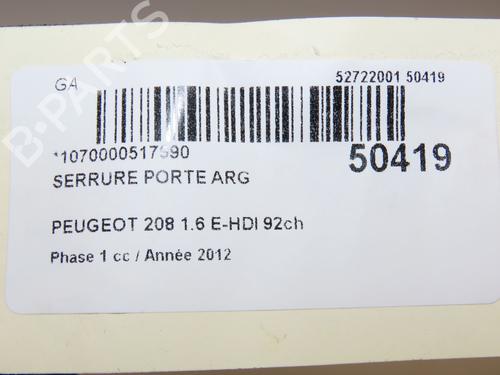 GA
52722001 50419
*1070000517590
50419
SERRURE PORTE ARG
PEUGEOT 208 1.6 E-HDI 92ch
Phase 1 cc / Année 2012
B-PARTS